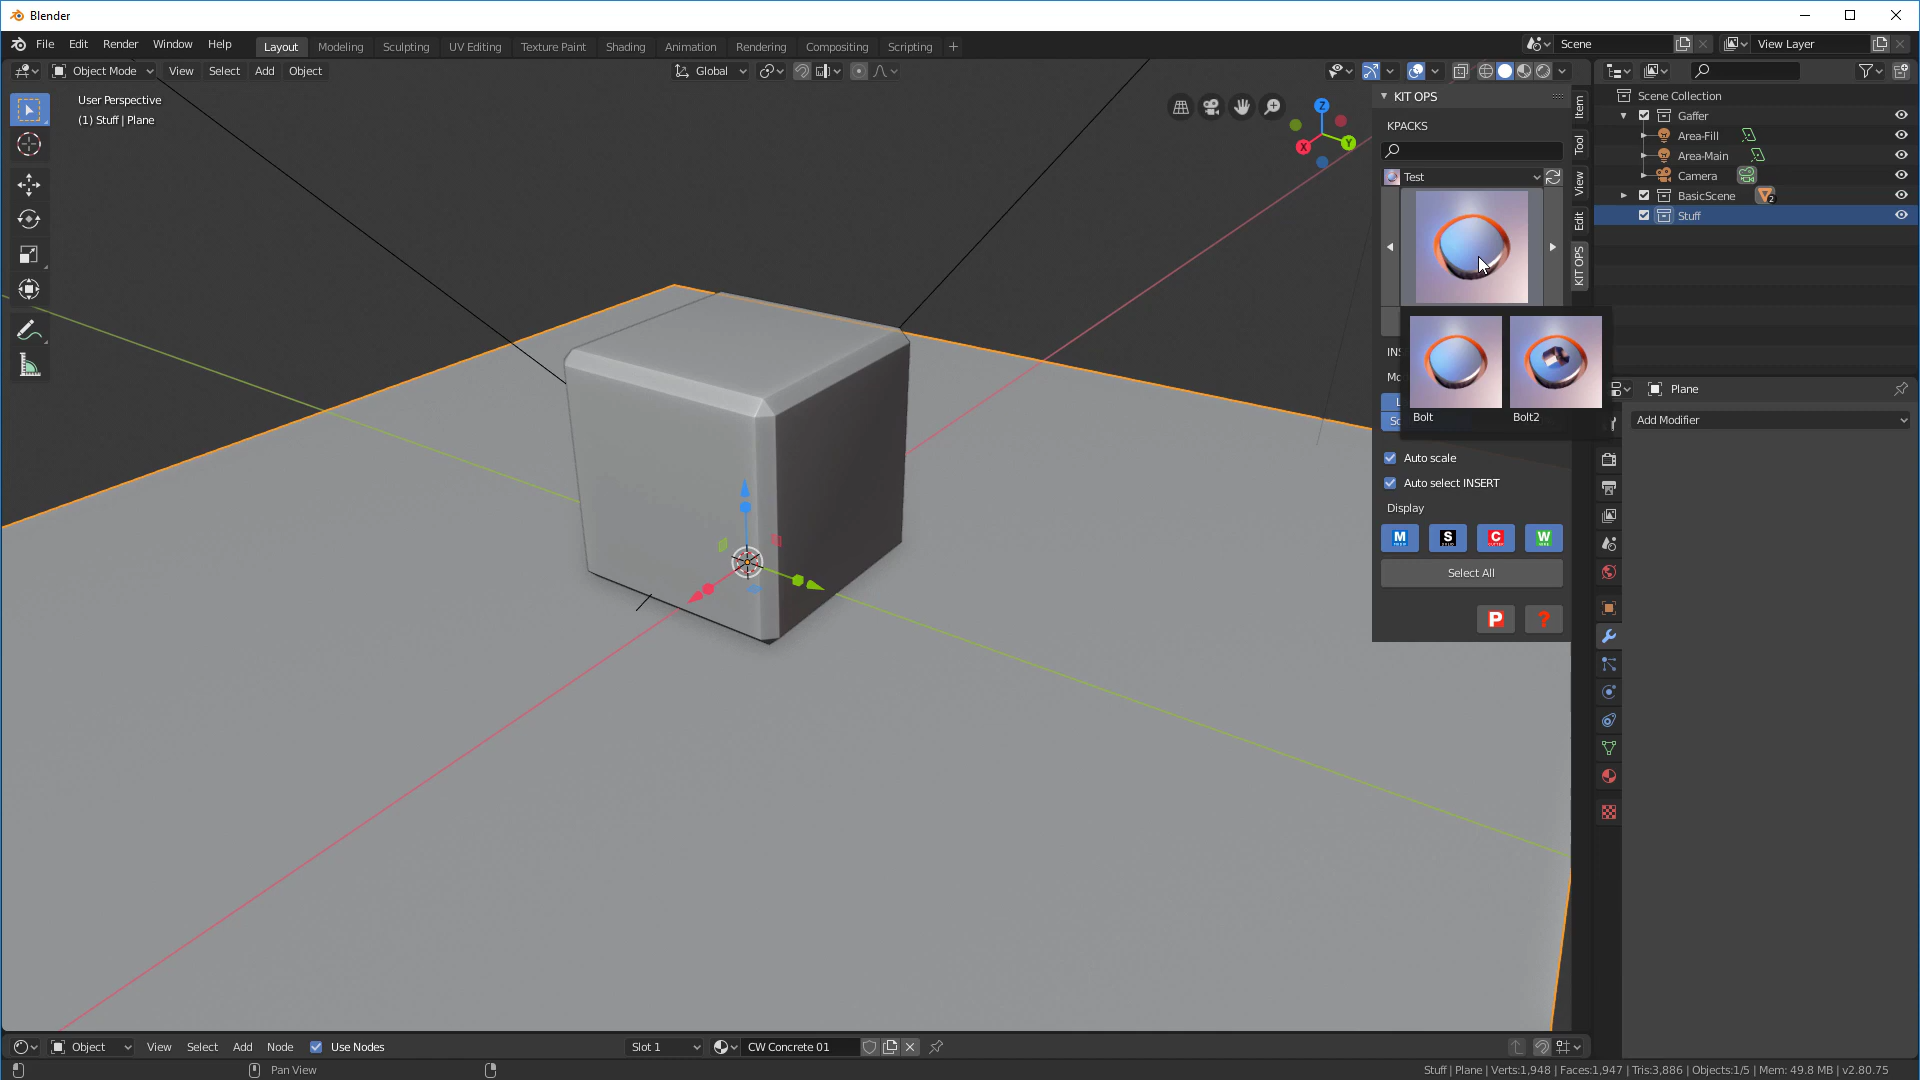 Blender
File Edit Render Window Help Layout Modeling Sculpting UV Editing Texture Paint Shading Animation Rendering Compositing Scripting + Scene View Layer
Object Mode View Select Add Object Global
User Perspective
(1) Stuff | Plane
Z
Y
X
KIT OPS
KPACKS
Test
Bolt Bolt2
INS
Mo
L
So
Auto scale
Auto select INSERT
Display
M S C W
Select All
P ?
Item
Tool
View
Edit
KIT OPS
Scene Collection
Gaffer
Area-Fill
Area-Main
Camera
BasicScene 2
Stuff
Plane
Add Modifier
Object View Select Add Node Use Nodes Slot 1 CW Concrete 01
Pan View
Stuff | Plane | Verts:1,948 | Faces:1,947 | Tris:3,886 | Objects:1/5 | Mem: 49.8 MB | v2.80.75